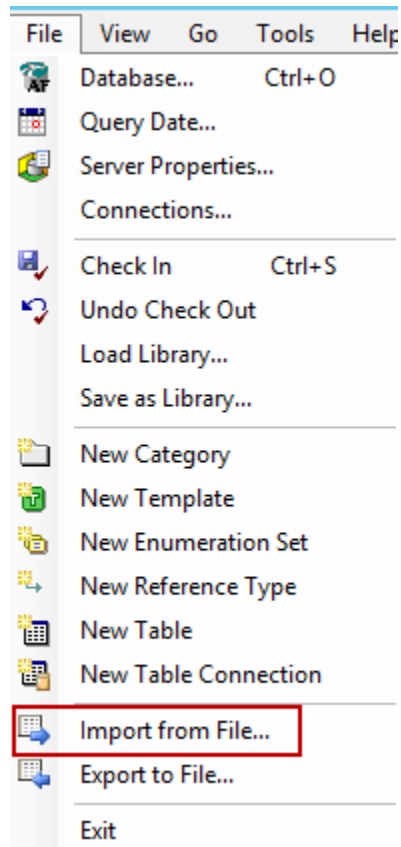 File View Go Tools Help
Database... Ctrl+O
Query Date...
Server Properties...
Connections...
Check In Ctrl+S
Undo Check Out
Load Library...
Save as Library...
New Category
New Template
New Enumeration Set
New Reference Type
New Table
New Table Connection
Import from File...
Export to File...
Exit